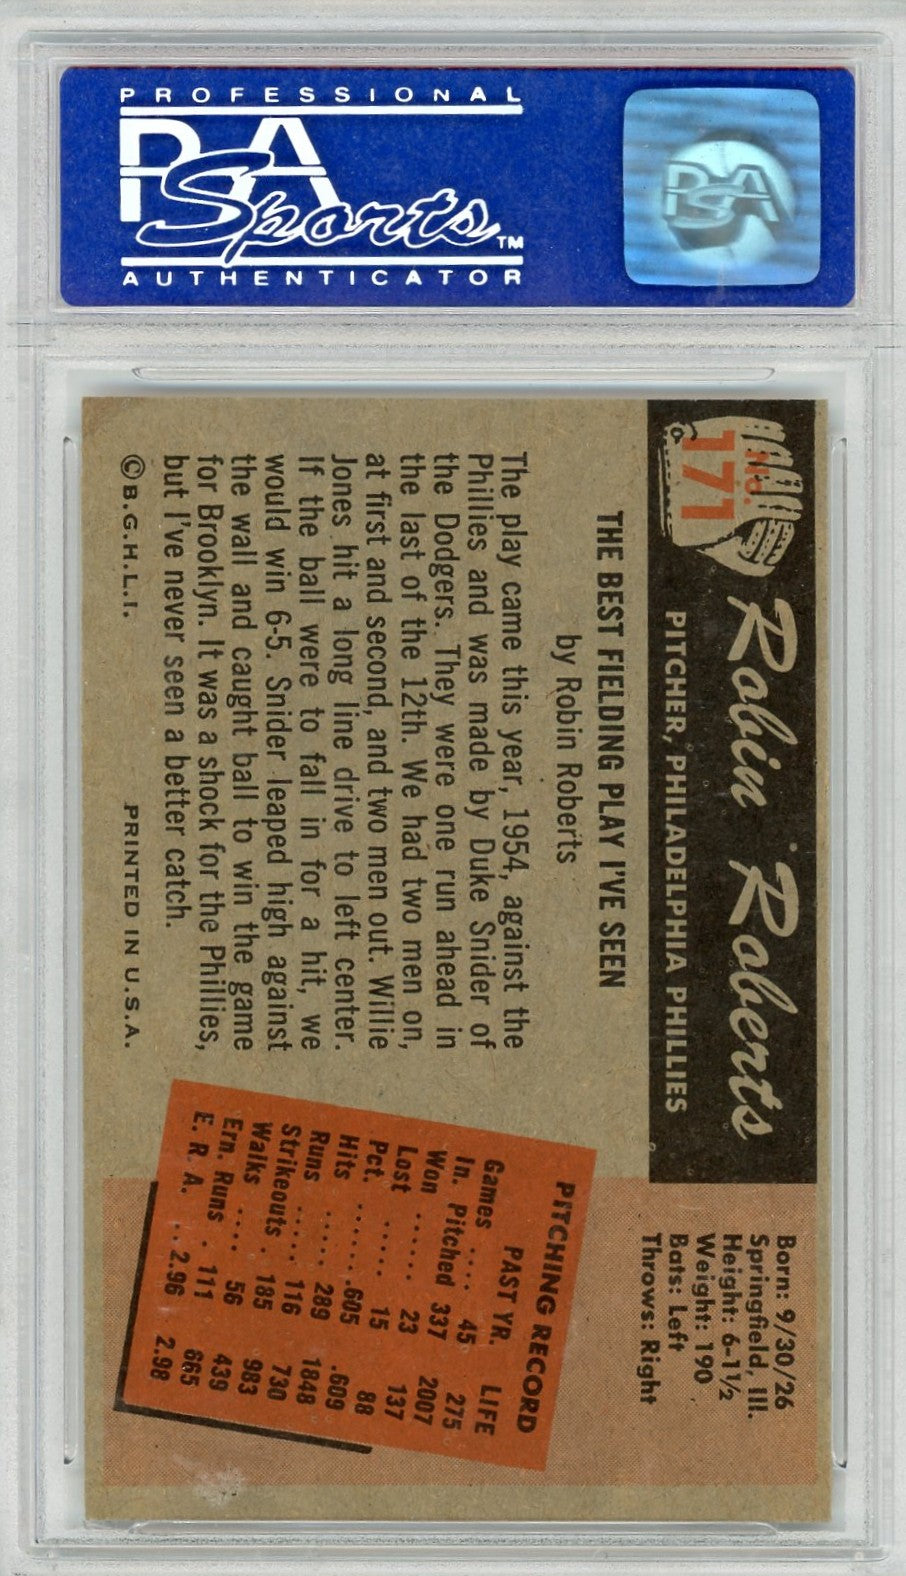 PROFESSIONAL
PSA
Sports™
AUTHENTICATOR
PSA
No.
171
Robin Roberts
PITCHER, PHILADELPHIA PHILLIES
Born: 9/30/26
Springfield, Ill.
Height: 6-1½
Weight: 190
Bats: Left
Throws: Right
THE BEST FIELDING PLAY I'VE SEEN
by Robin Roberts
The play came this year, 1954, against the
Phillies and was made by Duke Snider of
the Dodgers. They were one run ahead in
the last of the 12th. We had two men on,
at first and second, and two men out. Willie
Jones hit a long line drive to left center.
If the ball were to fall in for a hit, we
would win 6-5. Snider leaped high against
the wall and caught ball to win the game
for Brooklyn. It was a shock for the Phillies,
but I've never seen a better catch.
©B.G.H.L.I. PRINTED IN U.S.A.
PITCHING RECORD
PAST YR. LIFE
Games .... 45 275
In. Pitched 337 2007
Won ...... 23 137
Lost ..... 15 88
Pct. .......605 .609
Hits ...... 289 1848
Runs ..... 116 730
Strikeouts . 185 983
Walks .... 56 439
Ern. Runs . 111 665
E. R. A. .. 2.96 2.98